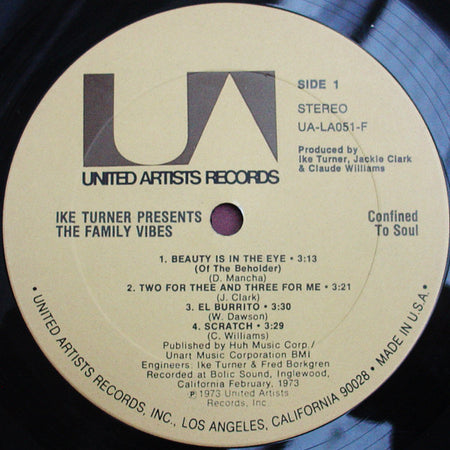 UA
SIDE 1
STEREO
UA-LA051-F
Produced by
Ike Turner, Jackie Clark
& Claude Williams
UNITED ARTISTS RECORDS
IKE TURNER PRESENTS
THE FAMILY VIBES
Confined
To Soul
1. BEAUTY IS IN THE EYE • 3:13
(Of The Beholder)
(D. Mancha)
2. TWO FOR THEE AND THREE FOR ME • 3:21
(J. Clark)
3. EL BURRITO • 3:30
(W. Dawson)
4. SCRATCH • 3:29
(C. Williams)
Published by Huh Music Corp./
Unart Music Corporation BMI
Engineers: Ike Turner & Fred Borkgren
Recorded at Bolic Sound, Inglewood,
California February, 1973
℗ 1973 United Artists
Records, Inc.
• UNITED ARTISTS RECORDS, INC., LOS ANGELES, CALIFORNIA 90028 • MADE IN U.S.A. •